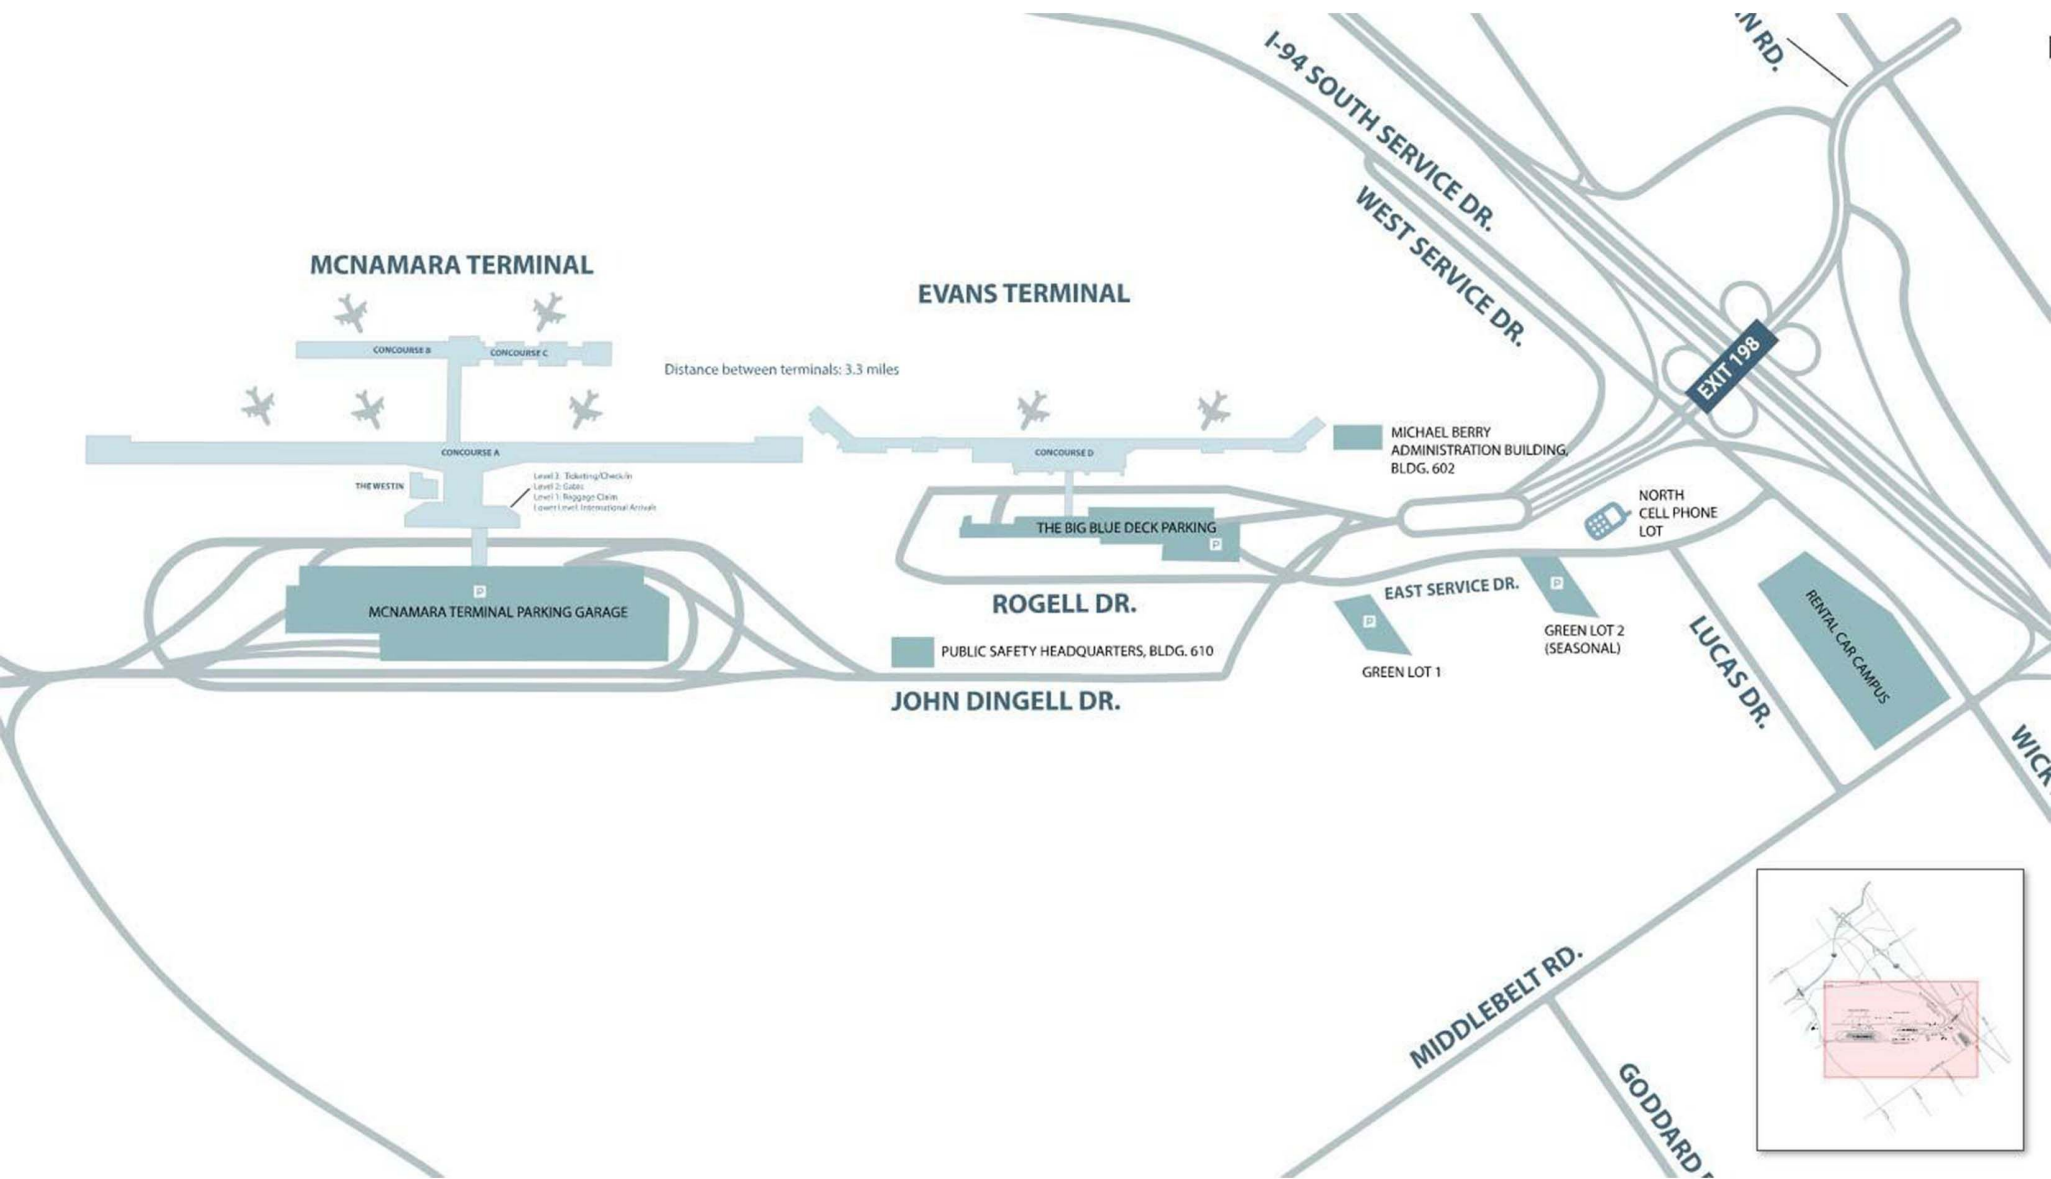 I-94 SOUTH SERVICE DR.
RD.
WEST SERVICE DR.
MCNAMARA TERMINAL
EVANS TERMINAL
CONCOURSE B
CONCOURSE C
Distance between terminals: 3.3 miles
EXIT 198
CONCOURSE A
CONCOURSE D
MICHAEL BERRY
ADMINISTRATION BUILDING,
BLDG. 602
THE WESTIN
Level 3: Ticketing/Check-in
Level 2: Gates
Level 1: Baggage Claim
Lower Level: International Arrivals
NORTH
CELL PHONE
LOT
THE BIG BLUE DECK PARKING
P
P
MCNAMARA TERMINAL PARKING GARAGE
ROGELL DR.
EAST SERVICE DR.
P
P
GREEN LOT 2
(SEASONAL)
GREEN LOT 1
RENTAL CAR CAMPUS
LUCAS DR.
PUBLIC SAFETY HEADQUARTERS, BLDG. 610
JOHN DINGELL DR.
WICK
MIDDLEBELT RD.
GODDARD